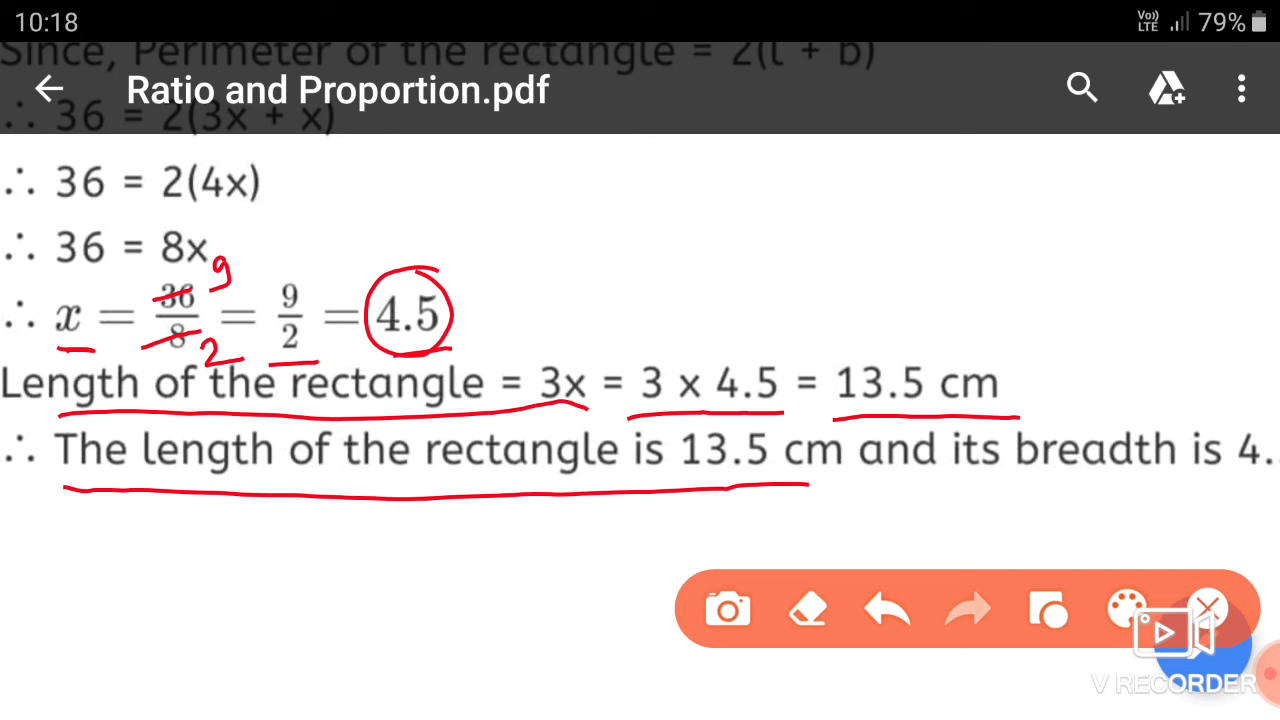 10:18 Vo)) LTE 79%
Since, Perimeter of the rectangle = 2(l + b)
Ratio and Proportion.pdf
∴ 36 = 2(3x + x)
∴ 36 = 2(4x)
∴ 36 = 8x
9
∴ x = 36/8 = 9/2 = 4.5
2
Length of the rectangle = 3x = 3 x 4.5 = 13.5 cm
∴ The length of the rectangle is 13.5 cm and its breadth is 4.
V RECORDER